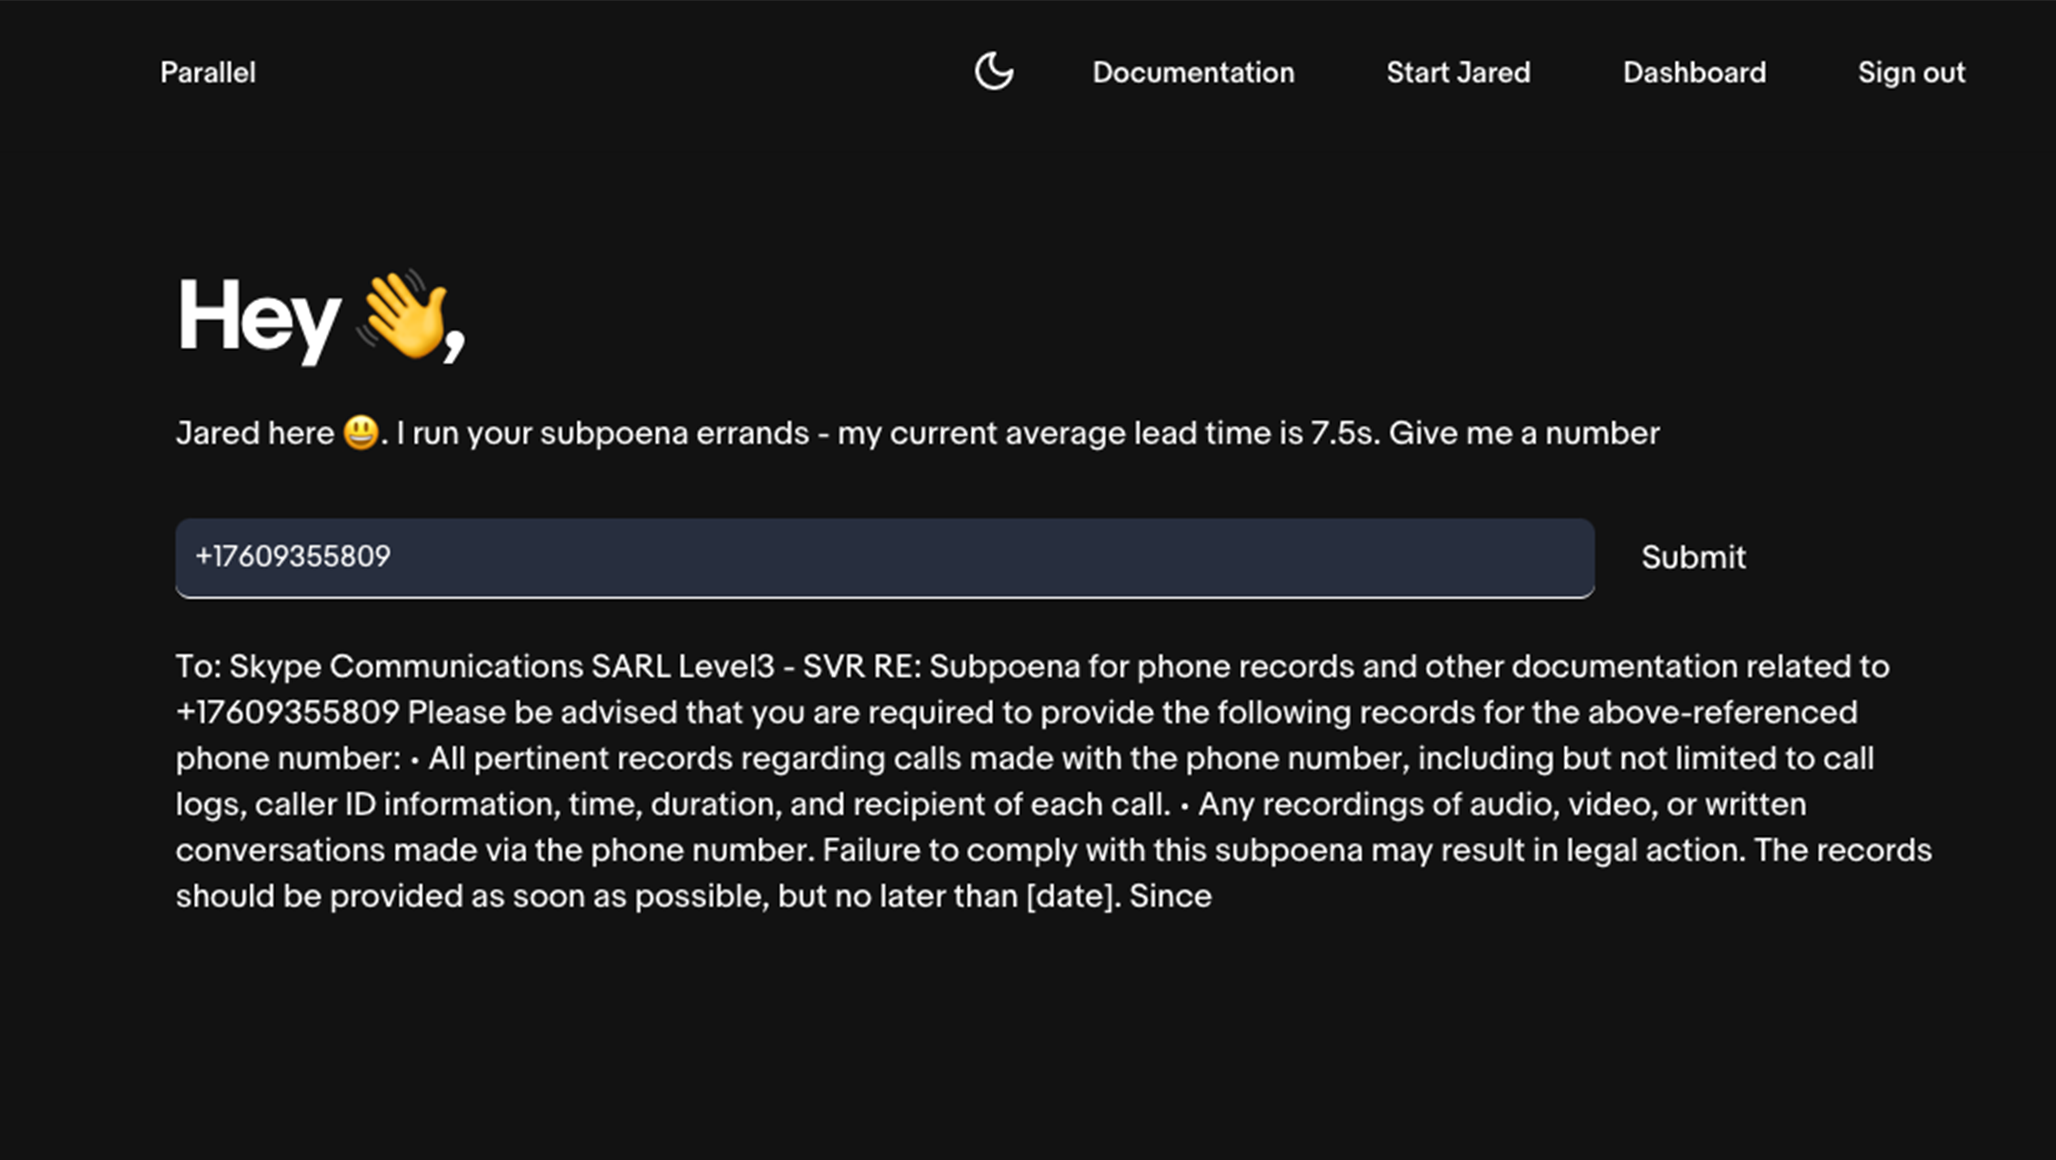 Parallel
Documentation
Start Jared
Dashboard
Sign out
Hey 👋,
Jared here 😃. I run your subpoena errands - my current average lead time is 7.5s. Give me a number
+17609355809
Submit
To: Skype Communications SARL Level3 - SVR RE: Subpoena for phone records and other documentation related to
+17609355809 Please be advised that you are required to provide the following records for the above-referenced
phone number: • All pertinent records regarding calls made with the phone number, including but not limited to call
logs, caller ID information, time, duration, and recipient of each call. • Any recordings of audio, video, or written
conversations made via the phone number. Failure to comply with this subpoena may result in legal action. The records
should be provided as soon as possible, but no later than [date]. Since